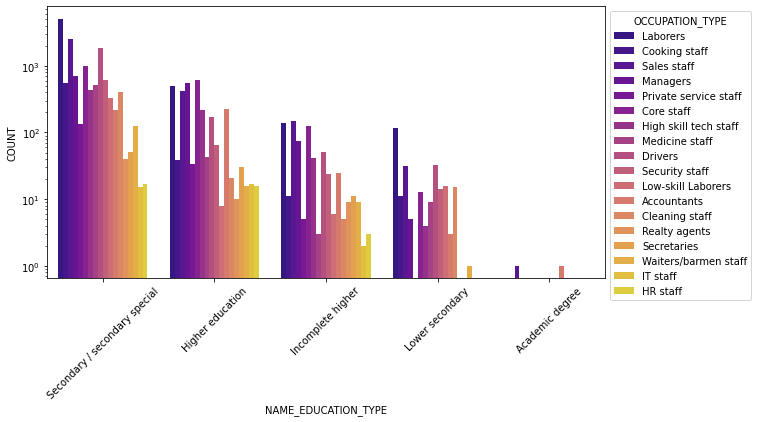 OCCUPATION_TYPE
Laborers
Cooking staff
Sales staff
Managers
Private service staff
Core staff
High skill tech staff
Medicine staff
Drivers
Security staff
Low-skill Laborers
Accountants
Cleaning staff
Realty agents
Secretaries
Waiters/barmen staff
IT staff
HR staff
COUNT
10³
10²
10¹
10⁰
Secondary / secondary special
Higher education
Incomplete higher
Lower secondary
Academic degree
NAME_EDUCATION_TYPE